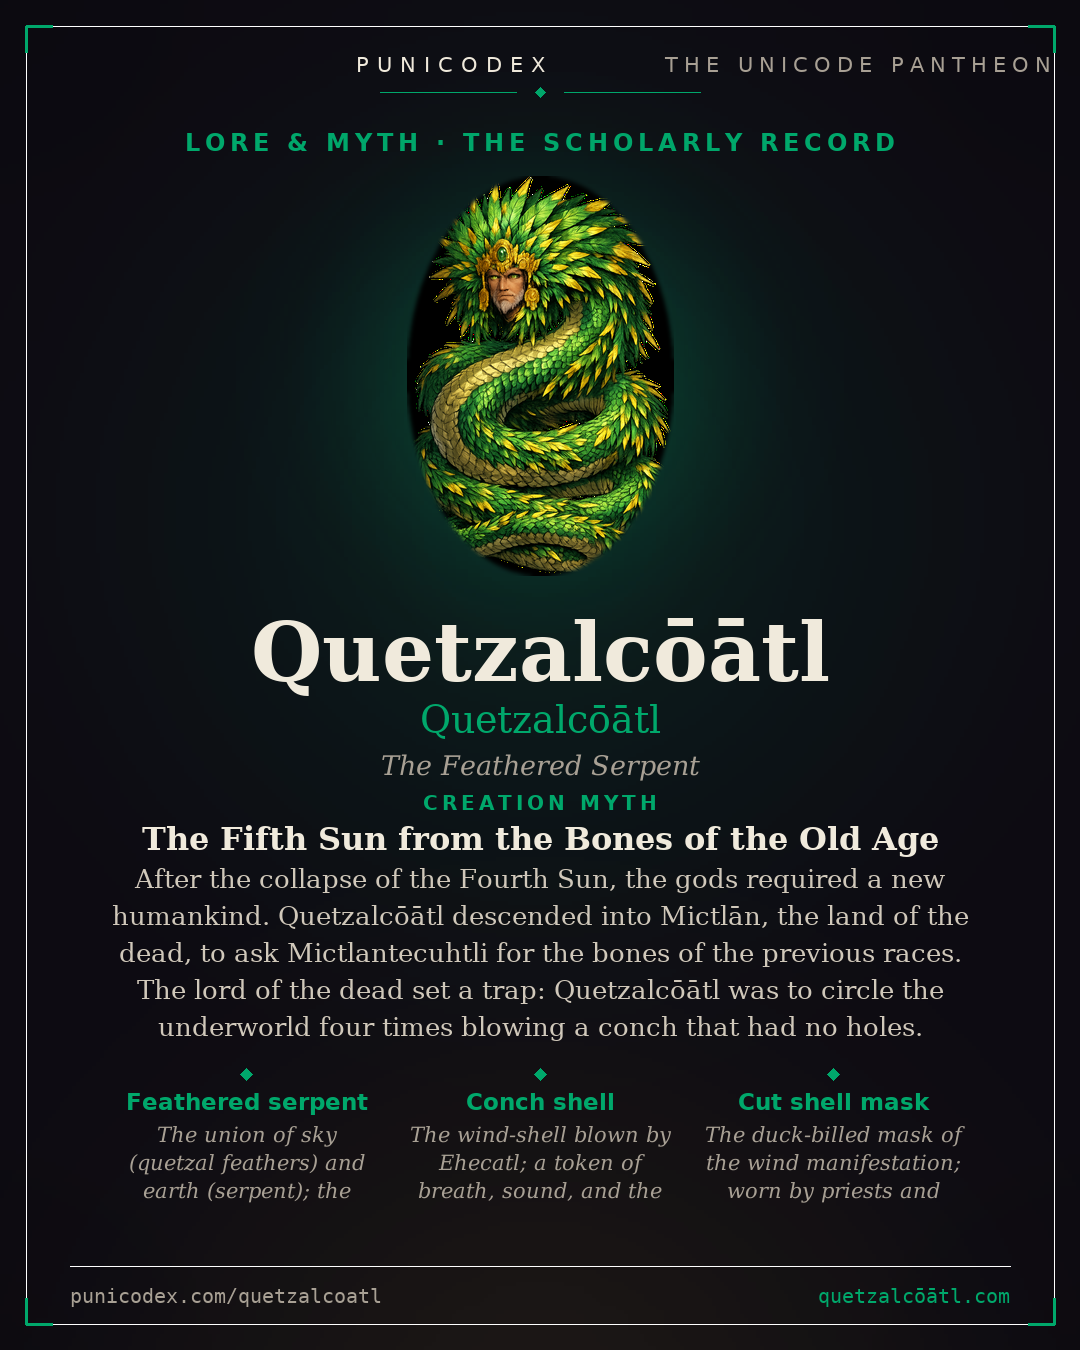 PUNICODEX
THE UNICODE PANTHEON
LORE & MYTH · THE SCHOLARLY RECORD
Quetzalcōātl
Quetzalcōātl
The Feathered Serpent
CREATION MYTH
The Fifth Sun from the Bones of the Old Age
After the collapse of the Fourth Sun, the gods required a new
humankind. Quetzalcōātl descended into Mictlān, the land of the
dead, to ask Mictlantecuhtli for the bones of the previous races.
The lord of the dead set a trap: Quetzalcōātl was to circle the
underworld four times blowing a conch that had no holes.
Feathered serpent
The union of sky
(quetzal feathers) and
earth (serpent); the
Conch shell
The wind-shell blown by
Ehecatl; a token of
breath, sound, and the
Cut shell mask
The duck-billed mask of
the wind manifestation;
worn by priests and
punicodex.com/quetzalcoatl
quetzalcōātl.com